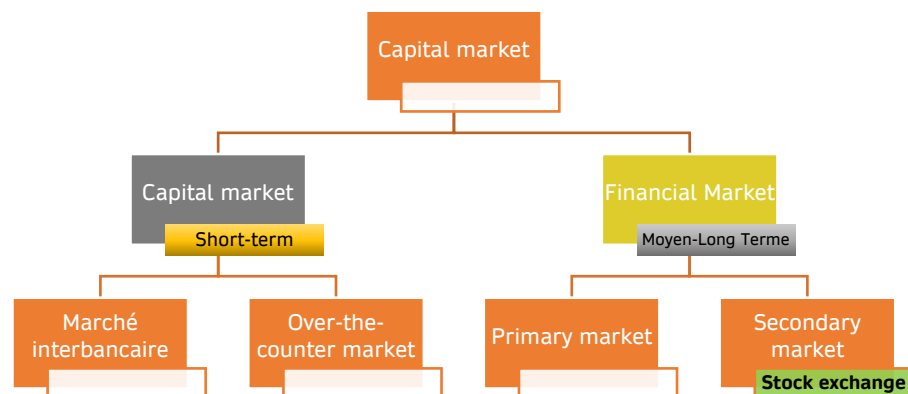 Capital market
Capital market
Short-term
Financial Market
Moyen-Long Terme
Marché
interbancaire
Over-the-
counter market
Primary market
Secondary
market
Stock exchange